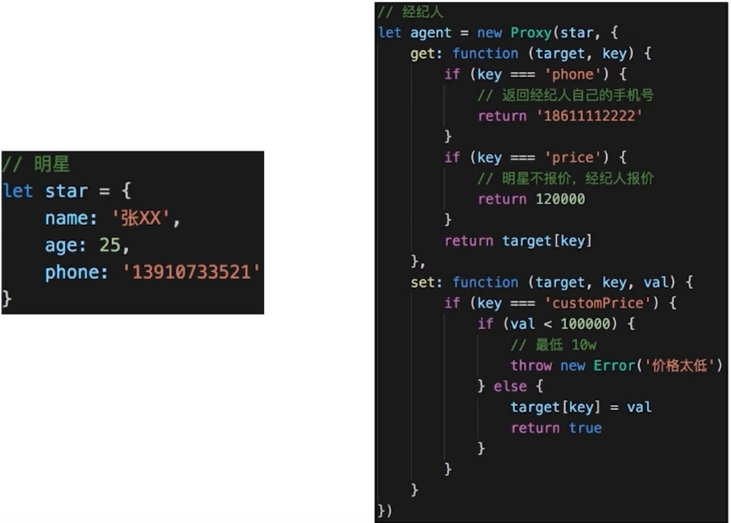 // 明星
let star = {
    name: '张XX',
    age: 25,
    phone: '13910733521'
}
// 经纪人
let agent = new Proxy(star, {
    get: function (target, key) {
        if (key === 'phone') {
            // 返回经纪人自己的手机号
            return '18611112222'
        }
        if (key === 'price') {
            // 明星不报价，经纪人报价
            return 120000
        }
        return target[key]
    },
    set: function (target, key, val) {
        if (key === 'customPrice') {
            if (val < 100000) {
                // 最低 10w
                throw new Error('价格太低')
            } else {
                target[key] = val
                return true
            }
        }
    }
})